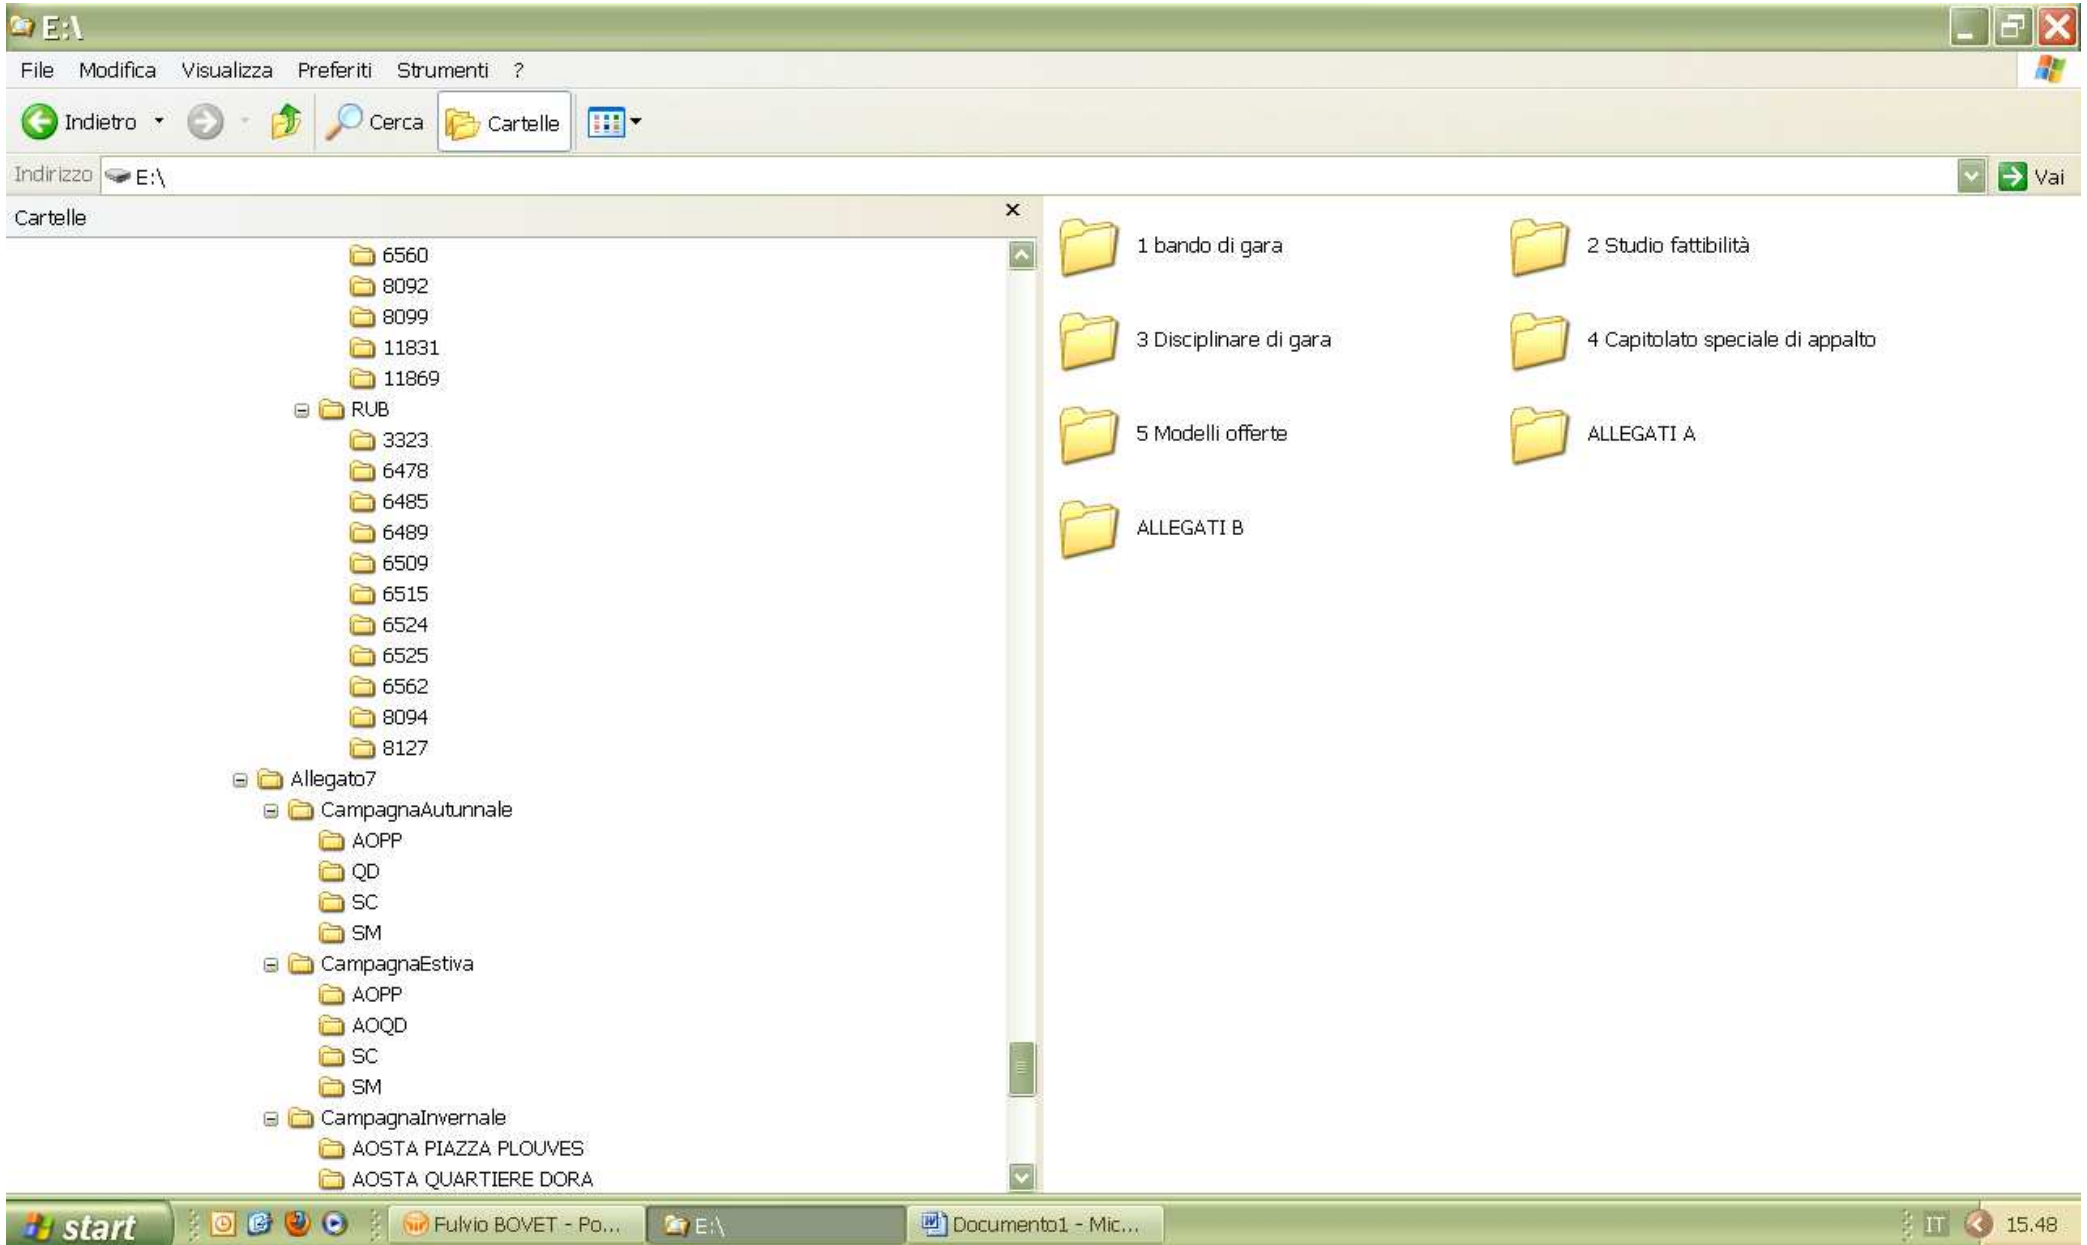 E:\
File Modifica Visualizza Preferiti Strumenti ?
Indietro Cerca Cartelle
Indirizzo E:\ Vai
Cartelle
6560
8092
8099
11831
11869
RUB
3323
6478
6485
6489
6509
6515
6524
6525
6562
8094
8127
Allegato7
CampagnaAutunnale
AOPP
QD
SC
SM
CampagnaEstiva
AOPP
AOQD
SC
SM
CampagnaInvernale
AOSTA PIAZZA PLOUVES
AOSTA QUARTIERE DORA
1 bando di gara 2 Studio fattibilità
3 Disciplinare di gara 4 Capitolato speciale di appalto
5 Modelli offerte ALLEGATI A
ALLEGATI B
start Fulvio BOVET - Po... E:\ Documento1 - Mic... IT 15.48